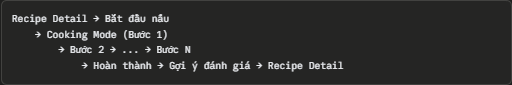 Recipe Detail → Bắt đầu nấu
→ Cooking Mode (Bước 1)
→ Bước 2 → ... → Bước N
→ Hoàn thành → Gợi ý đánh giá → Recipe Detail